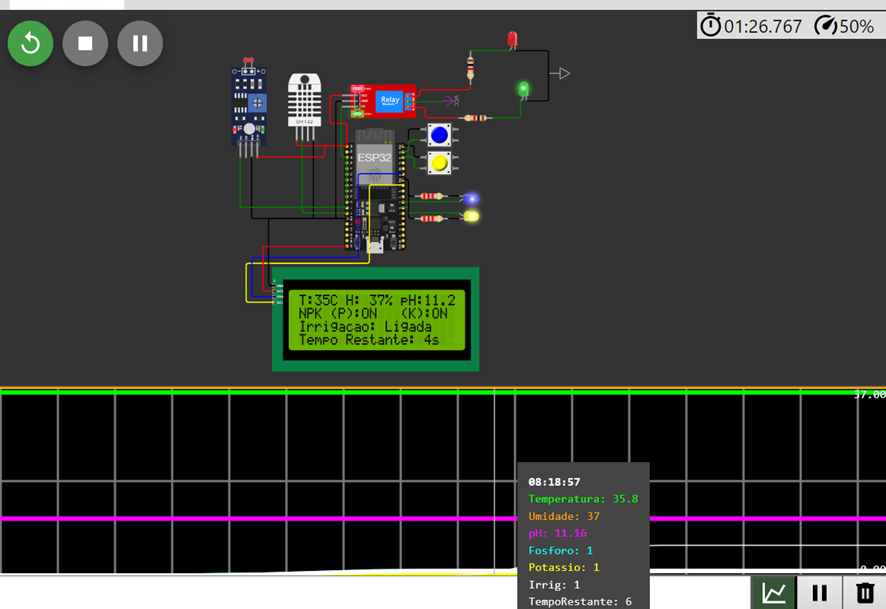 01:26.767 50%
Relay
DHT22
ESP32
T:35C H: 37% pH:11.2
NPK (P):ON (K):ON
Irrigacao: Ligada
Tempo Restante: 4s
37.00
08:18:57
Temperatura: 35.8
Umidade: 37
pH: 11.16
Fosforo: 1
Potassio: 1
Irrig: 1
TempoRestante: 6